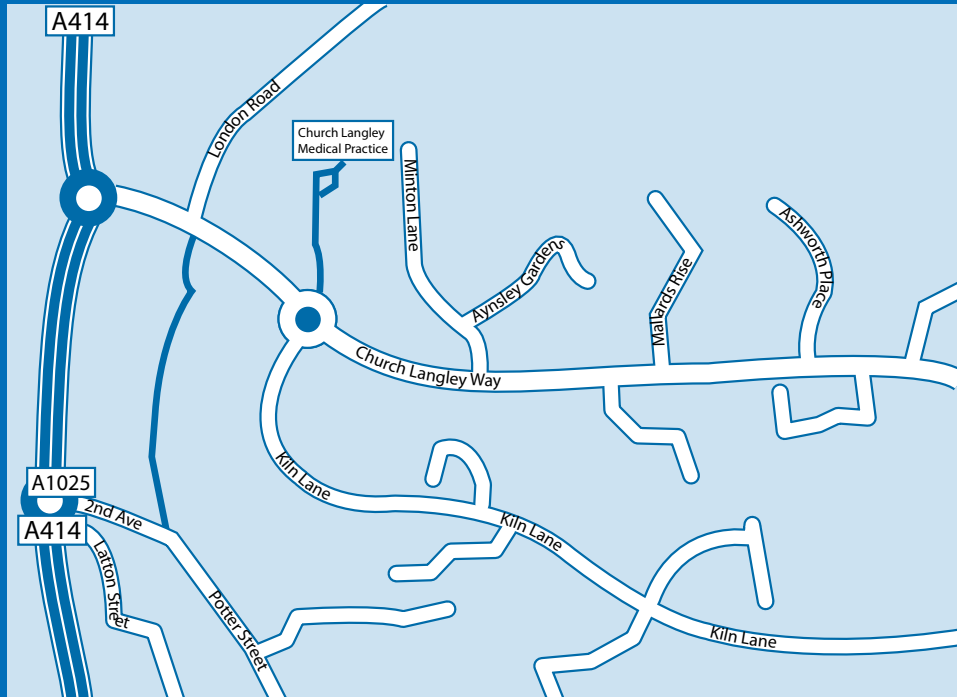 A414
London Road
Church Langley
Medical Practice
Minton Lane
Aynsley Gardens
Mallards Rise
Ashworth Place
Church Langley Way
Kiln Lane
A1025
2nd Ave
A414
Kiln Lane
Latton Street
Potter Street
Kiln Lane